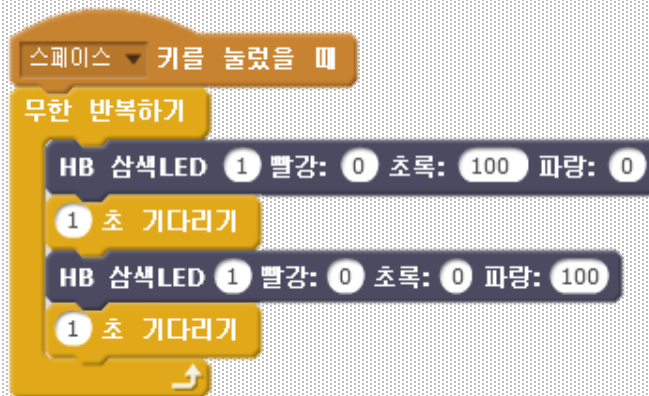 스페이스 키를 눌렀을 때
무한 반복하기
HB 삼색LED 1 빨강: 0 초록: 100 파랑: 0
1 초 기다리기
HB 삼색LED 1 빨강: 0 초록: 0 파랑: 100
1 초 기다리기